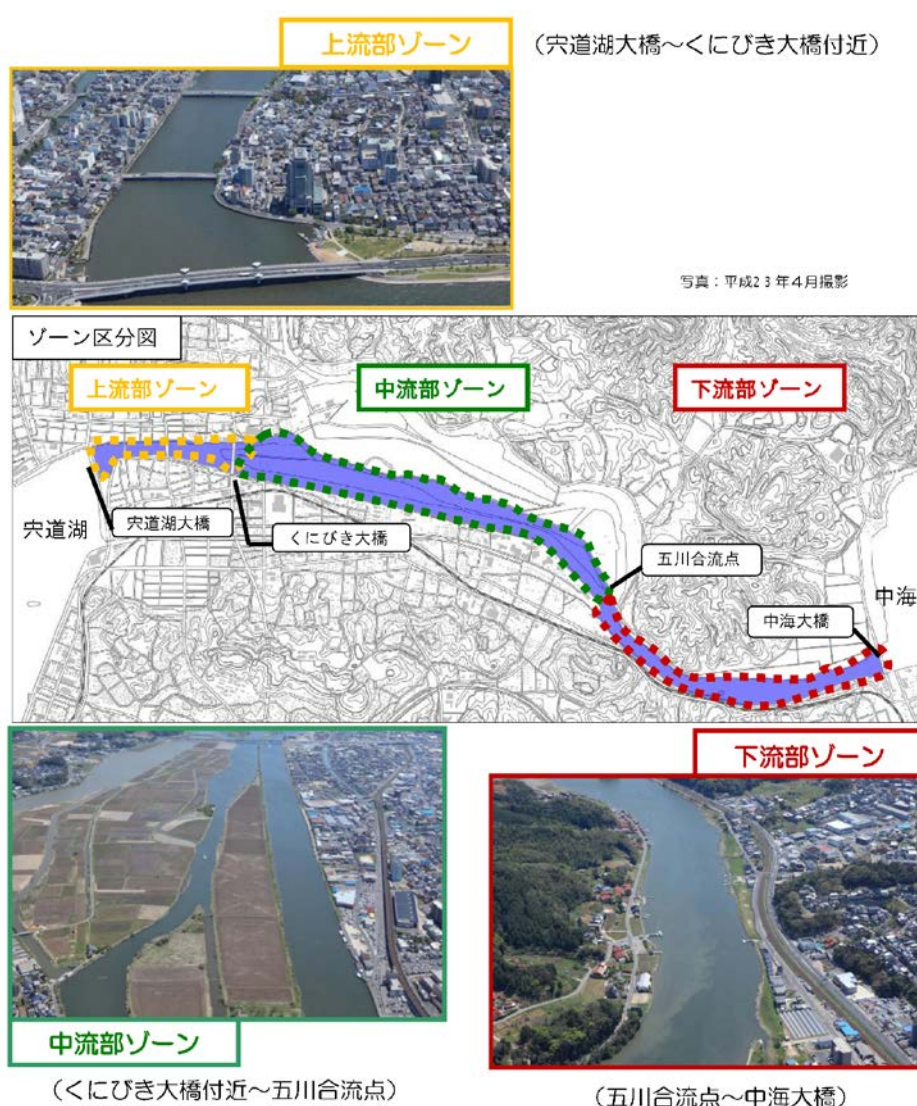 上流部ゾーン
（宍道湖大橋～くにびき大橋付近）
写真：平成23年4月撮影
ゾーン区分図
上流部ゾーン
中流部ゾーン
下流部ゾーン
宍道湖
宍道湖大橋
くにびき大橋
五川合流点
中海
中海大橋
下流部ゾーン
中流部ゾーン
（くにびき大橋付近～五川合流点）
（五川合流点～中海大橋）